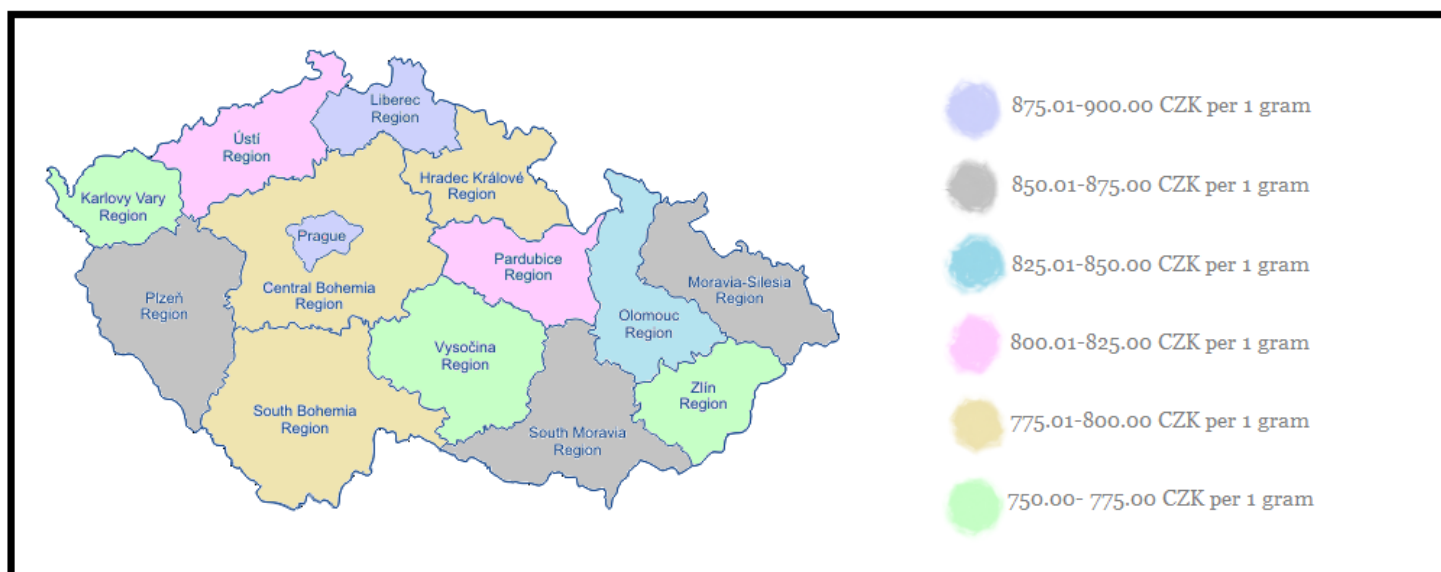 Liberec
Region
Ústí
Region
Hradec Králové
Region
Karlovy Vary
Region
Prague
Pardubice
Region
Central Bohemia
Region
Plzeň
Region
Moravia-Silesia
Region
Olomouc
Region
Vysočina
Region
Zlín
Region
South Bohemia
Region
South Moravia
Region
875.01-900.00 CZK per 1 gram
850.01-875.00 CZK per 1 gram
825.01-850.00 CZK per 1 gram
800.01-825.00 CZK per 1 gram
775.01-800.00 CZK per 1 gram
750.00- 775.00 CZK per 1 gram